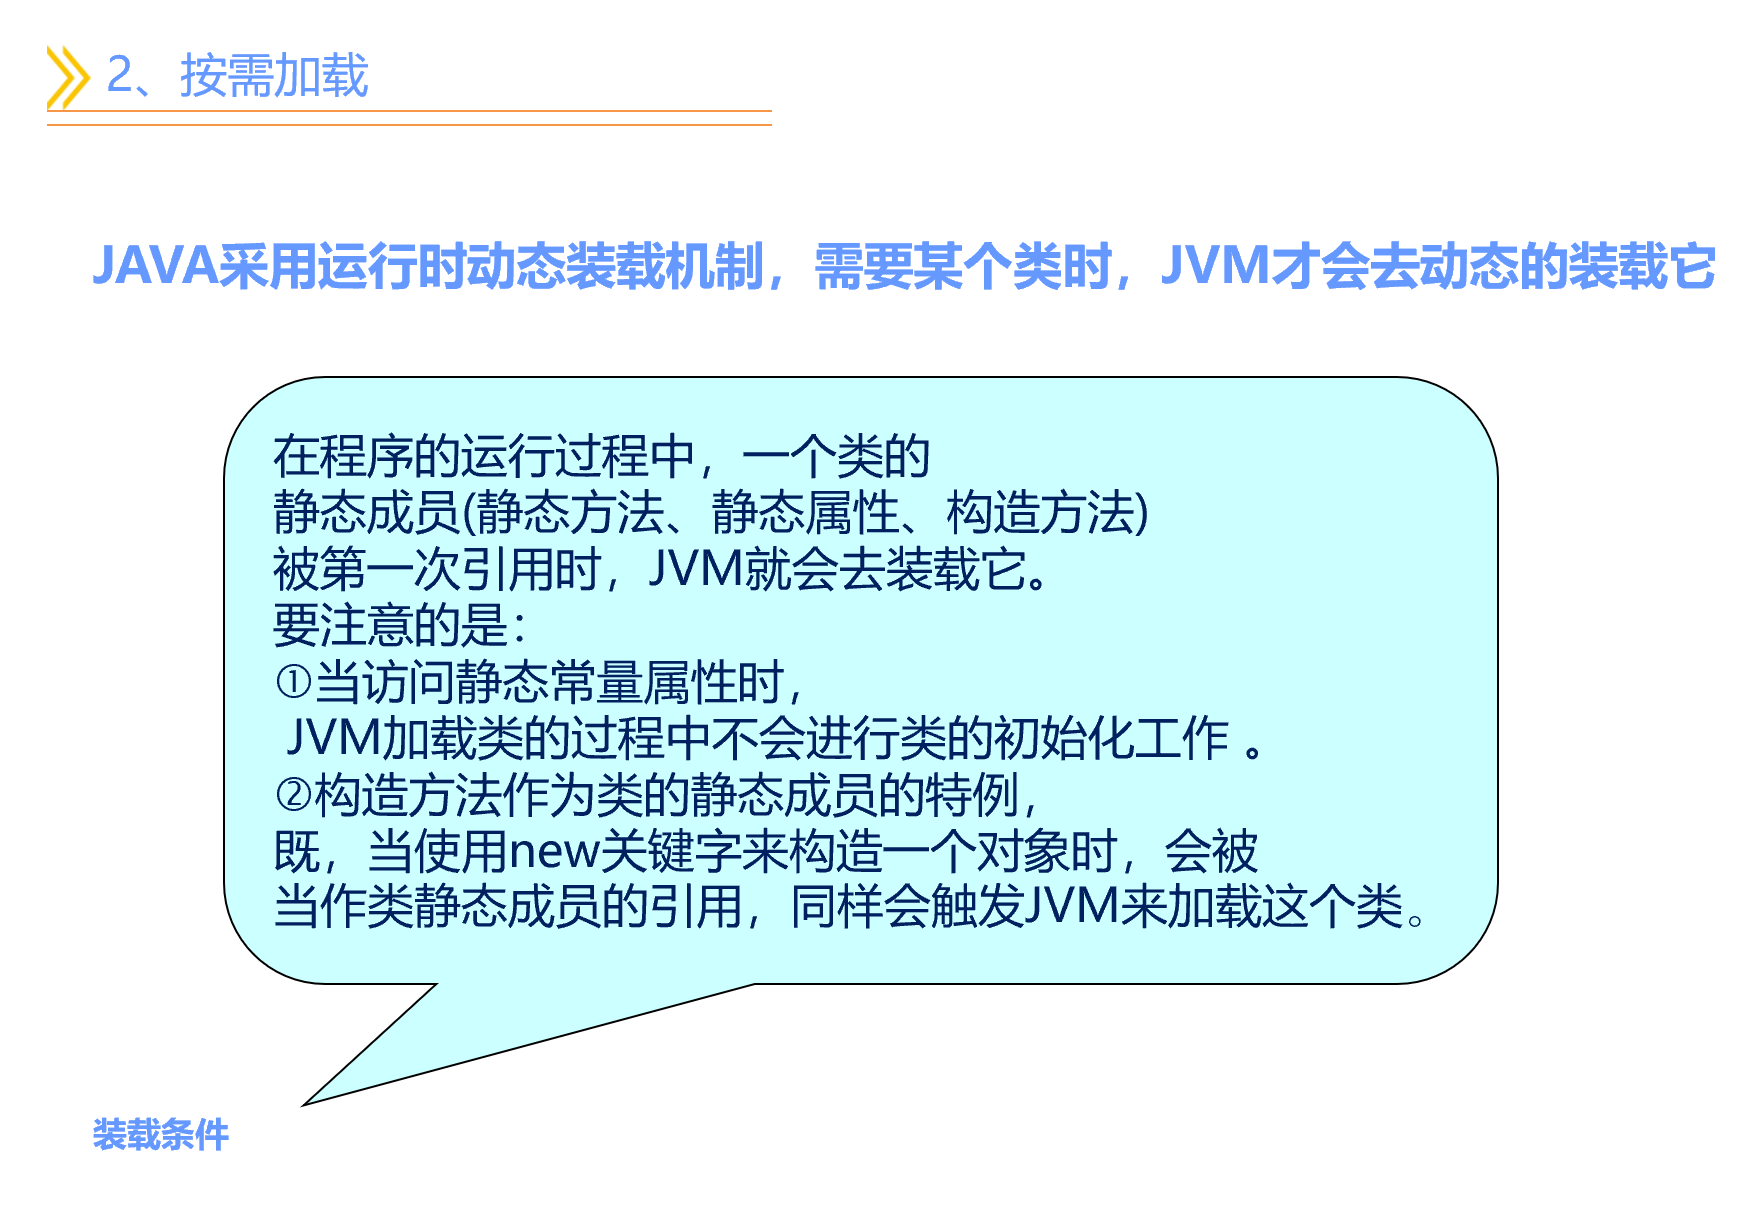 2、按需加载
JAVA采用运行时动态装载机制，需要某个类时，JVM才会去动态的装载它
在程序的运行过程中，一个类的
静态成员(静态方法、静态属性、构造方法)
被第一次引用时，JVM就会去装载它。
要注意的是：
①当访问静态常量属性时，
JVM加载类的过程中不会进行类的初始化工作 。
②构造方法作为类的静态成员的特例，
既，当使用new关键字来构造一个对象时，会被
当作类静态成员的引用，同样会触发JVM来加载这个类。
装载条件